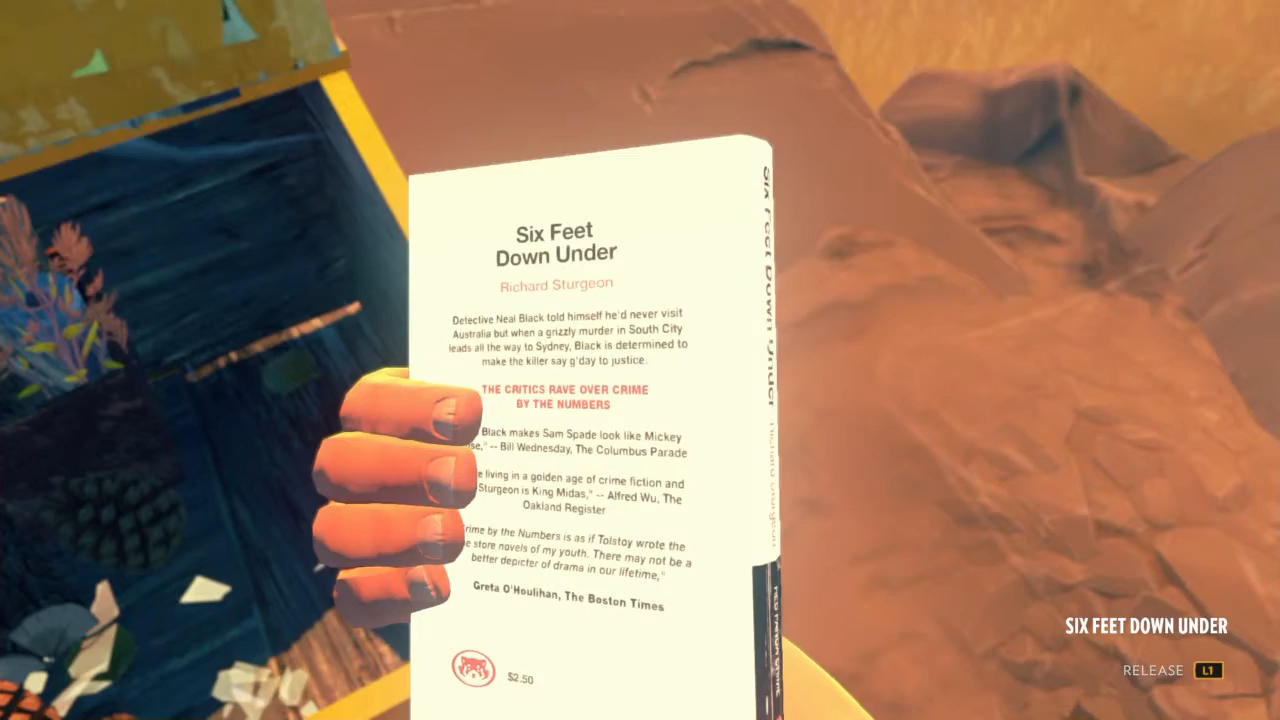 Six Feet
Down Under
Richard Sturgeon
Detective Neal Black told himself he'd never visit
Australia but when a grizzly murder in South City
leads all the way to Sydney, Black is determined to
make the killer say g'day to justice.
THE CRITICS RAVE OVER CRIME
BY THE NUMBERS
Black makes Sam Spade look like Mickey
se," -- Bill Wednesday, The Columbus Parade
e living in a golden age of crime fiction and
Sturgeon is King Midas," -- Alfred Wu, The
Oakland Register
rime by the Numbers is as if Tolstoy wrote the
e store novels of my youth. There may not be a
better depicter of drama in our lifetime,"
Greta O'Houlihan, The Boston Times
$2.50
Six Feet Down Under Richard Sturgeon
SIX FEET DOWN UNDER
RELEASE L1